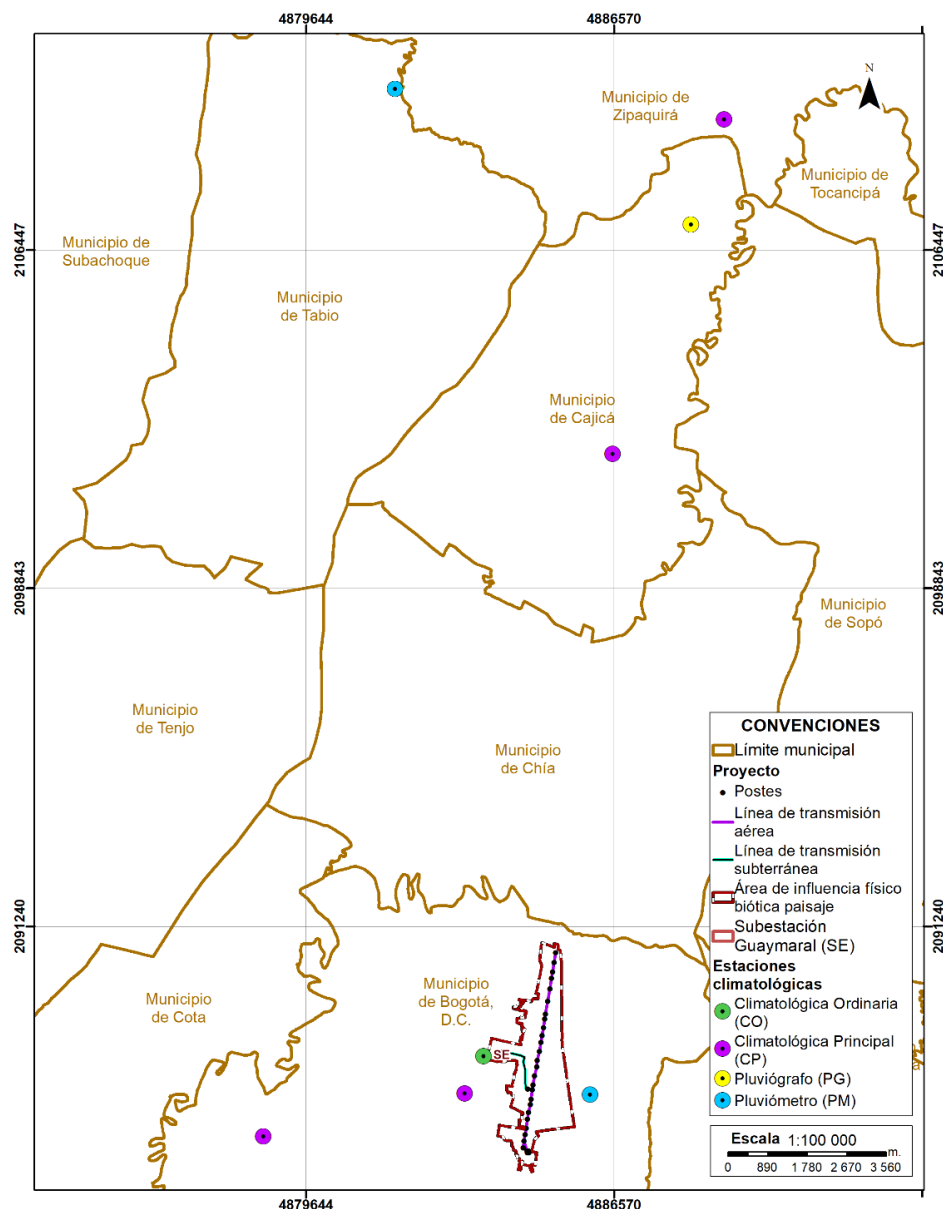 4879644
4886570
N
Municipio de
Zipaquirá
Municipio de
Tocancipá
Municipio de
Subachoque
2106447
2106447
Municipio
de Tabio
Municipio
de Cajicá
2098843
2098843
Municipio
de Sopó
Municipio
de Tenjo
Municipio
de Chía
CONVENCIONES
Límite municipal
Proyecto
Postes
Línea de transmisión
aérea
Línea de transmisión
subterránea
Área de influencia físico
biótica paisaje
Subestación
Guaymaral (SE)
Estaciones
climatológicas
Climatológica Ordinaria
(CO)
Climatológica Principal
(CP)
Pluviógrafo (PG)
Pluviómetro (PM)
2091240
2091240
Municipio
de Cota
Municipio
de Bogotá,
D.C.
SE
Escala 1:100 000
m.
0 890 1 780 2 670 3 560
4879644
4886570